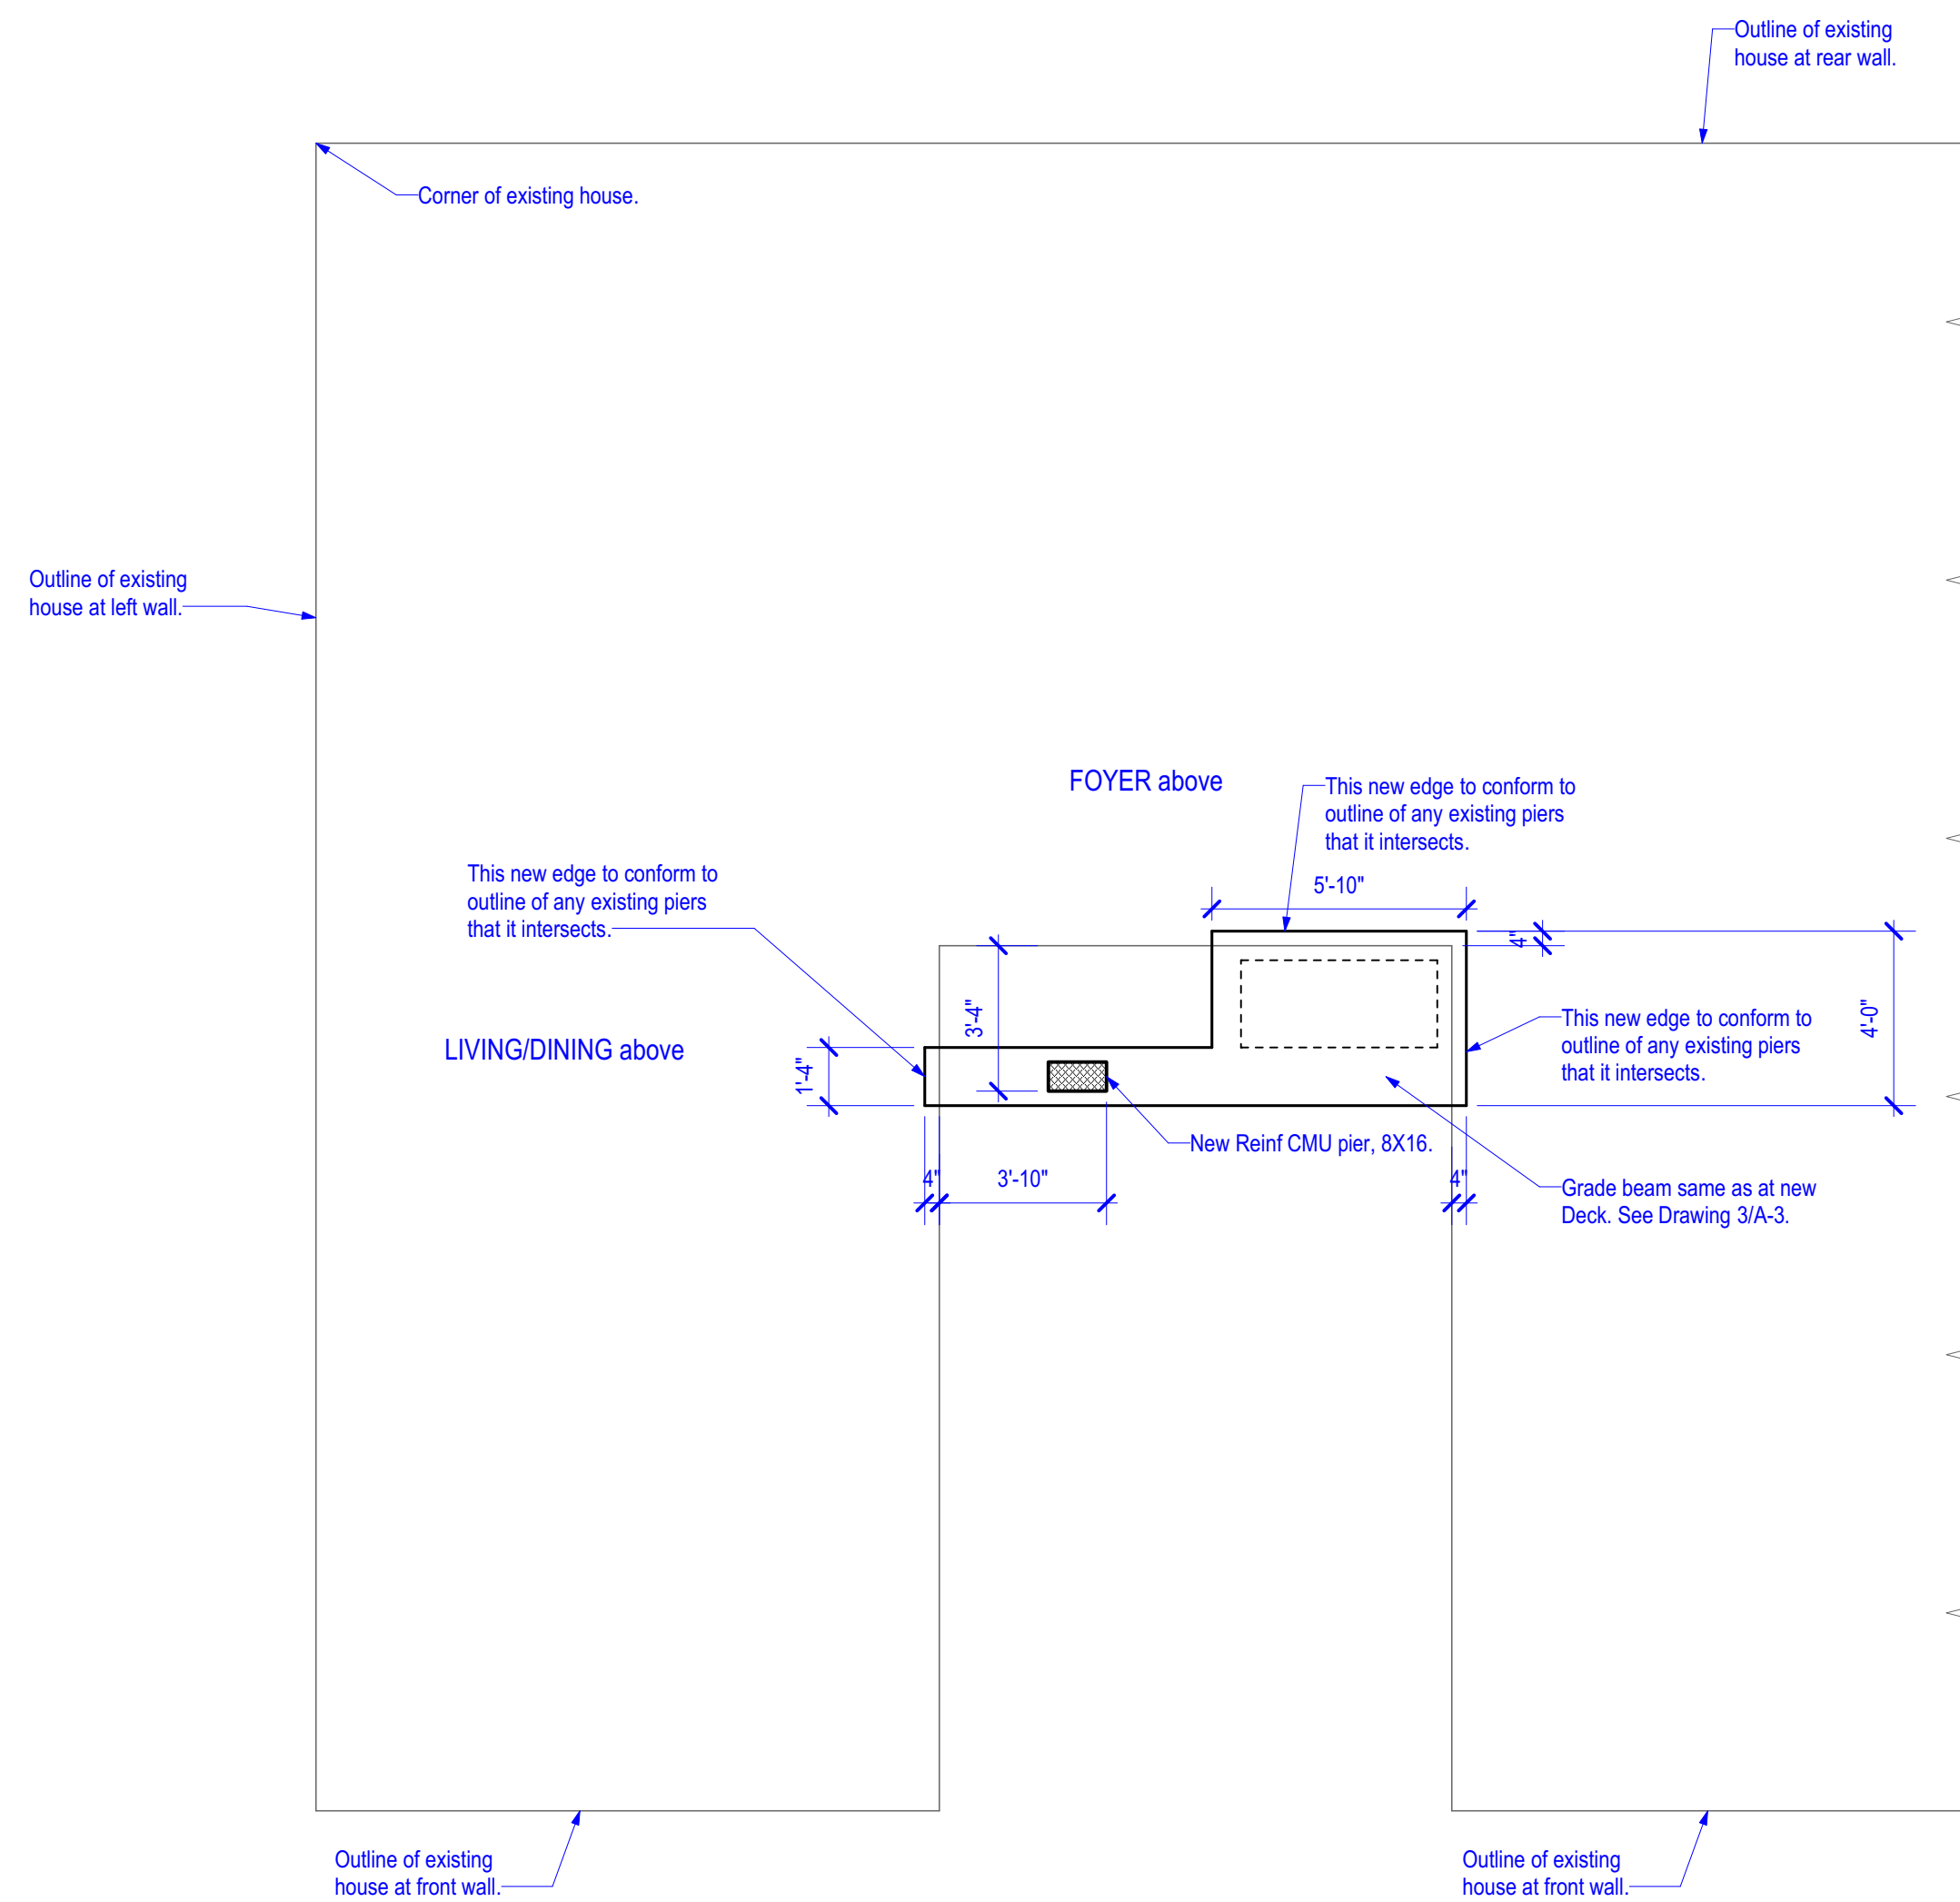 Outline of existing
house at rear wall.
Corner of existing house.
Outline of existing
house at left wall.
FOYER above
This new edge to conform to
outline of any existing piers
that it intersects.
This new edge to conform to
outline of any existing piers
that it intersects.
5'-10"
4"
3'-4"
4'-0"
This new edge to conform to
outline of any existing piers
that it intersects.
LIVING/DINING above
1'-4"
New Reinf CMU pier, 8X16.
4"
3'-10"
4"
Grade beam same as at new
Deck. See Drawing 3/A-3.
Outline of existing
house at front wall.
Outline of existing
house at front wall.